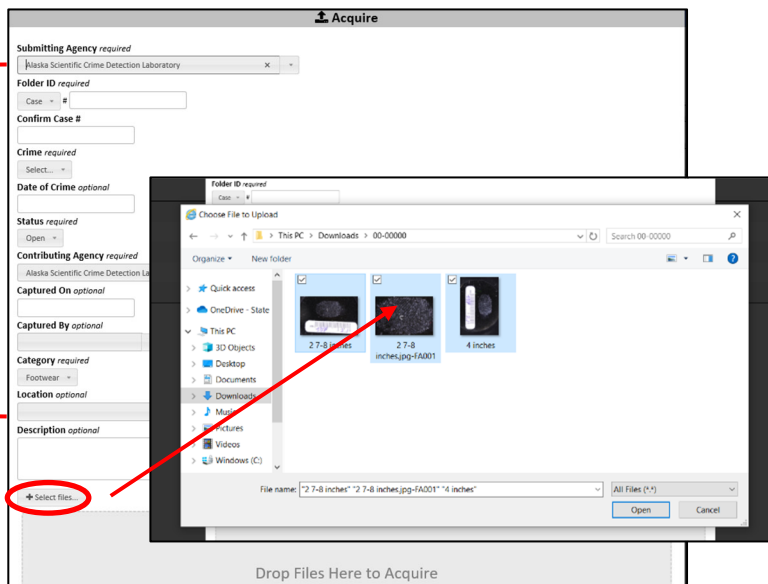 Acquire
Submitting Agency required
Alaska Scientific Crime Detection Laboratory
Folder ID required
Case #
Confirm Case #
Crime required
Select...
Date of Crime optional
Status required
Open
Contributing Agency required
Alaska Scientific Crime Detection La
Captured On optional
Captured By optional
Category required
Footwear
Location optional
Description optional
Select files...
Drop Files Here to Acquire
Folder ID required
Case #
Choose File to Upload
This PC > Downloads > 00-00000
Search 00-00000
Organize
New folder
Quick access
OneDrive - State
This PC
3D Objects
Desktop
Documents
Downloads
Music
Pictures
Videos
Windows (C:)
2 7-8 inches
2 7-8
inches.jpg-FA001
4 inches
File name: "2 7-8 inches" "2 7-8 inches.jpg-FA001" "4 inches"
All Files (*.*)
Open
Cancel